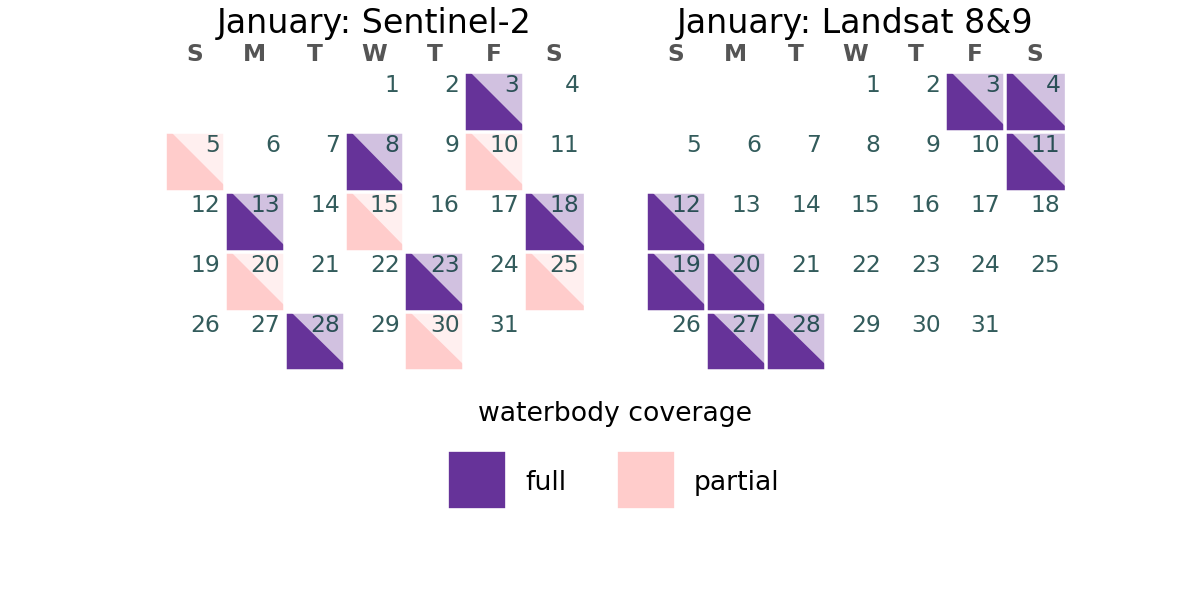 January: Sentinel-2
S M T W T F S
1 2 3 4
5 6 7 8 9 10 11
12 13 14 15 16 17 18
19 20 21 22 23 24 25
26 27 28 29 30 31
January: Landsat 8&9
S M T W T F S
1 2 3 4
5 6 7 8 9 10 11
12 13 14 15 16 17 18
19 20 21 22 23 24 25
26 27 28 29 30 31
waterbody coverage
full
partial